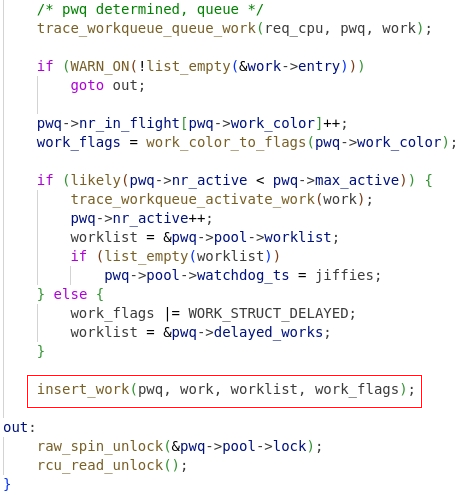 /* pwq determined, queue */
trace_workqueue_queue_work(req_cpu, pwq, work);
if (WARN_ON(!list_empty(&work->entry)))
goto out;
pwq->nr_in_flight[pwq->work_color]++;
work_flags = work_color_to_flags(pwq->work_color);
if (likely(pwq->nr_active < pwq->max_active)) {
trace_workqueue_activate_work(work);
pwq->nr_active++;
worklist = &pwq->pool->worklist;
if (list_empty(worklist))
pwq->pool->watchdog_ts = jiffies;
} else {
work_flags |= WORK_STRUCT_DELAYED;
worklist = &pwq->delayed_works;
}
insert_work(pwq, work, worklist, work_flags);
out:
raw_spin_unlock(&pwq->pool->lock);
rcu_read_unlock();
}